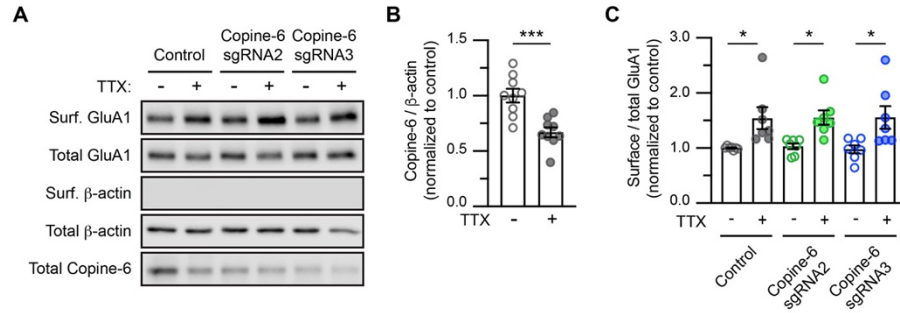 A
Control
Copine-6
sgRNA2
Copine-6
sgRNA3
TTX: - + - + - +
Surf. GluA1
Total GluA1
Surf. β-actin
Total β-actin
Total Copine-6
B
Copine-6 / β-actin
(normalized to control)
1.5
1.0
0.5
0.0
***
TTX - +
C
Surface / total GluA1
(normalized to control)
3.0
2.0
1.0
0.0
* * *
TTX - + - + - +
Control
Copine-6
sgRNA2
Copine-6
sgRNA3